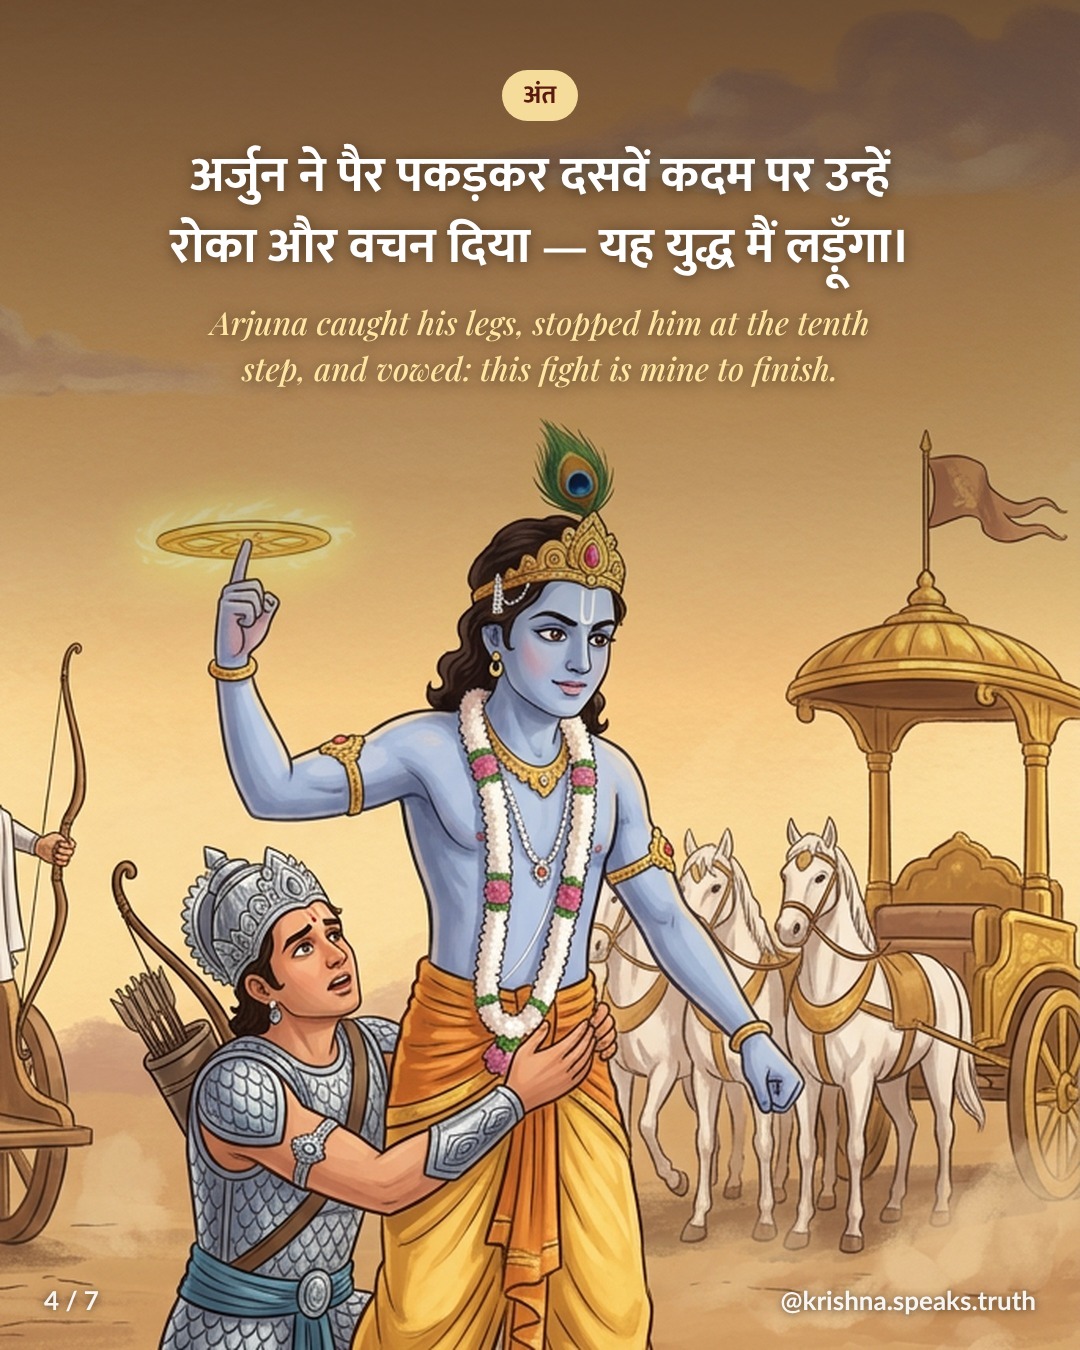 अंत
अर्जुन ने पैर पकड़कर दसवें कदम पर उन्हें
रोका और वचन दिया — यह युद्ध मैं लड़ूँगा।
Arjuna caught his legs, stopped him at the tenth
step, and vowed: this fight is mine to finish.
4 / 7
@krishna.speaks.truth